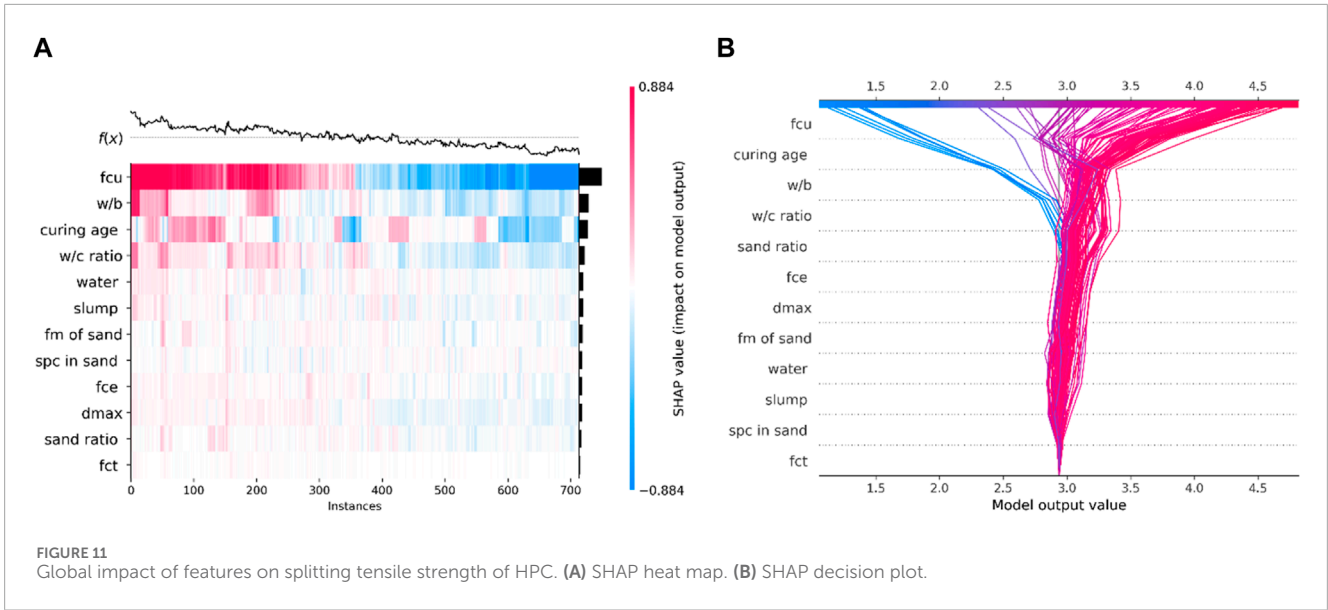 A
0.884
f(x)
fcu
w/b
curing age
w/c ratio
water
slump
fm of sand
spc in sand
fce
dmax
sand ratio
fct
0 100 200 300 400 500 600 700
Instances
−0.884
SHAP value (impact on model output)
B
1.5 2.0 2.5 3.0 3.5 4.0 4.5
fcu
curing age
w/b
w/c ratio
sand ratio
fce
dmax
fm of sand
water
slump
spc in sand
fct
1.5 2.0 2.5 3.0 3.5 4.0 4.5
Model output value
FIGURE 11
Global impact of features on splitting tensile strength of HPC. (A) SHAP heat map. (B) SHAP decision plot.